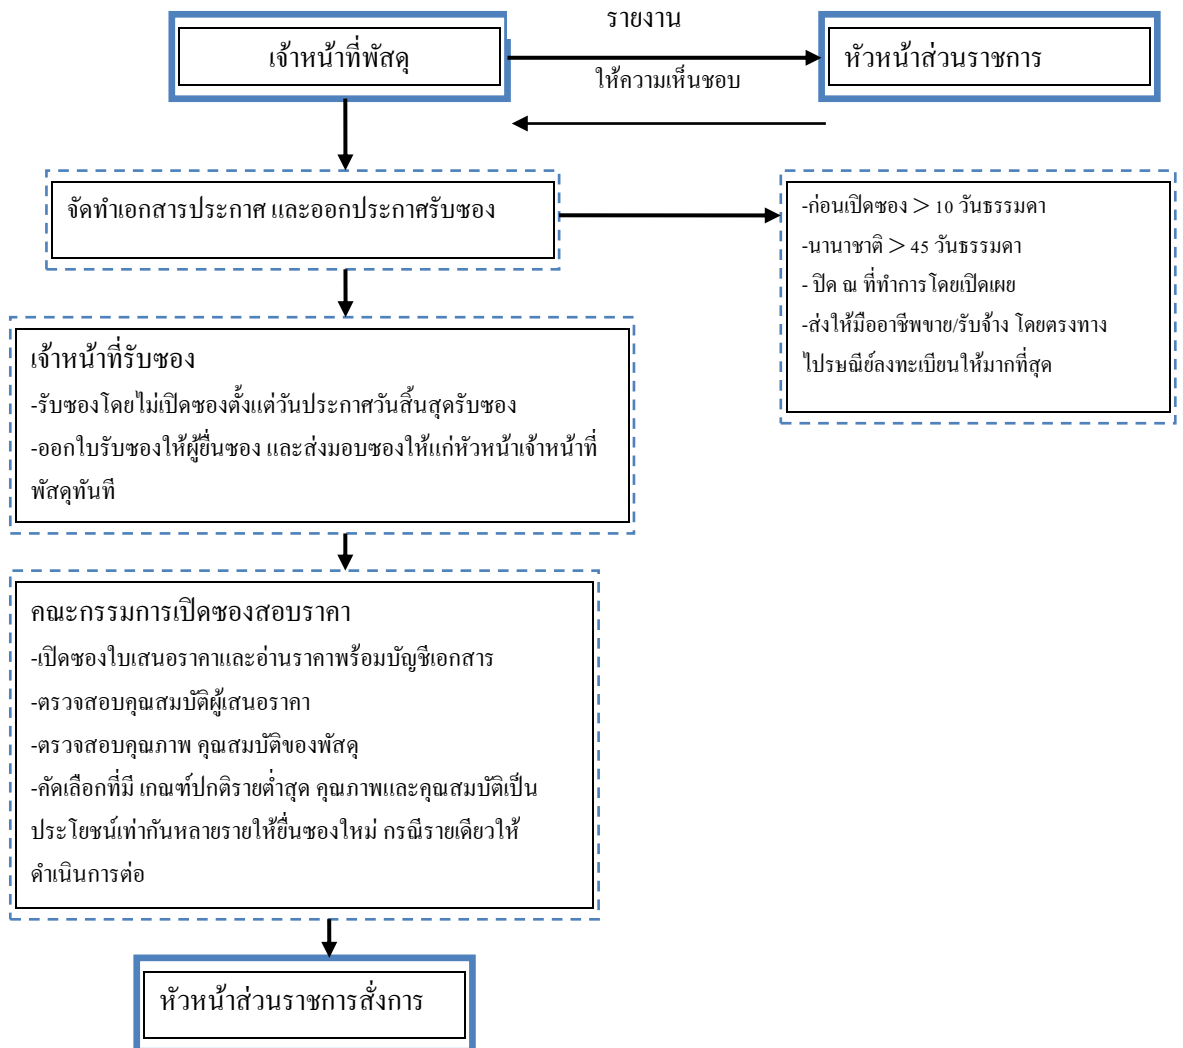 รายงาน
เจ้าหน้าที่พัสดุ
หัวหน้าส่วนราชการ
ให้ความเห็นชอบ
จัดทำเอกสารประกาศ และออกประกาศรับซอง
-ก่อนเปิดซอง > 10 วันธรรมดา
-นานาชาติ > 45 วันธรรมดา
- ปิด ณ ที่ทำการโดยเปิดเผย
-ส่งให้มืออาชีพขาย/รับจ้าง โดยตรงทาง
ไปรษณีย์ลงทะเบียนให้มากที่สุด
เจ้าหน้าที่รับซอง
-รับซองโดยไม่เปิดซองตั้งแต่วันประกาศวันสิ้นสุดรับซอง
-ออกใบรับซองให้ผู้ยื่นซอง และส่งมอบซองให้แก่หัวหน้าเจ้าหน้าที่
พัสดุทันที
คณะกรรมการเปิดซองสอบราคา
-เปิดซองใบเสนอราคาและอ่านราคาพร้อมบัญชีเอกสาร
-ตรวจสอบคุณสมบัติผู้เสนอราคา
-ตรวจสอบคุณภาพ คุณสมบัติของพัสดุ
-คัดเลือกที่มี เกณฑ์ปกติรายต่ำสุด คุณภาพและคุณสมบัติเป็น
ประโยชน์เท่ากันหลายรายให้ยื่นซองใหม่ กรณีรายเดียวให้
ดำเนินการต่อ
หัวหน้าส่วนราชการสั่งการ